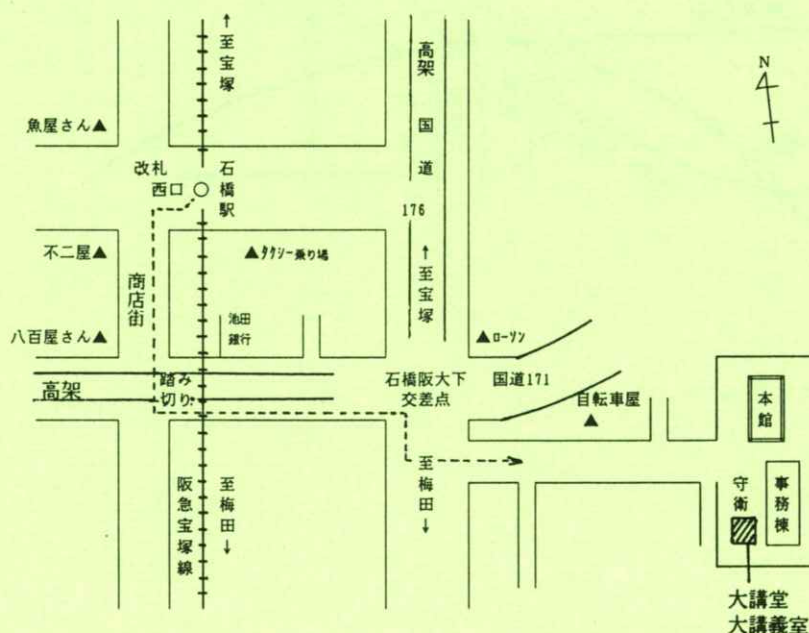 ↑至宝塚
高架国道
176
↑至宝塚
N
魚屋さん▲
改札
西口
石橋駅
不二屋▲
▲タクシー乗り場
商店街
池田
銀行
八百屋さん▲
▲ローソン
高架
踏み
切り
石橋阪大下
交差点
国道171
自転車屋
▲
本館
阪急宝塚線
至梅田↓
至梅田↓
守衛
事務棟
大講堂
大講義室